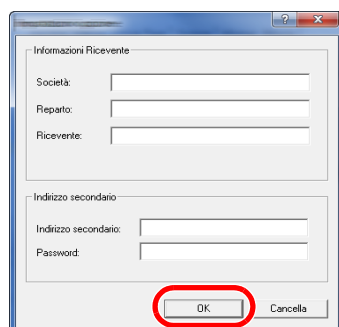 Informazioni Ricevente
Società:
Reparto:
Ricevente:
Indirizzo secondario
Indirizzo secondario:
Password:
OK Cancella